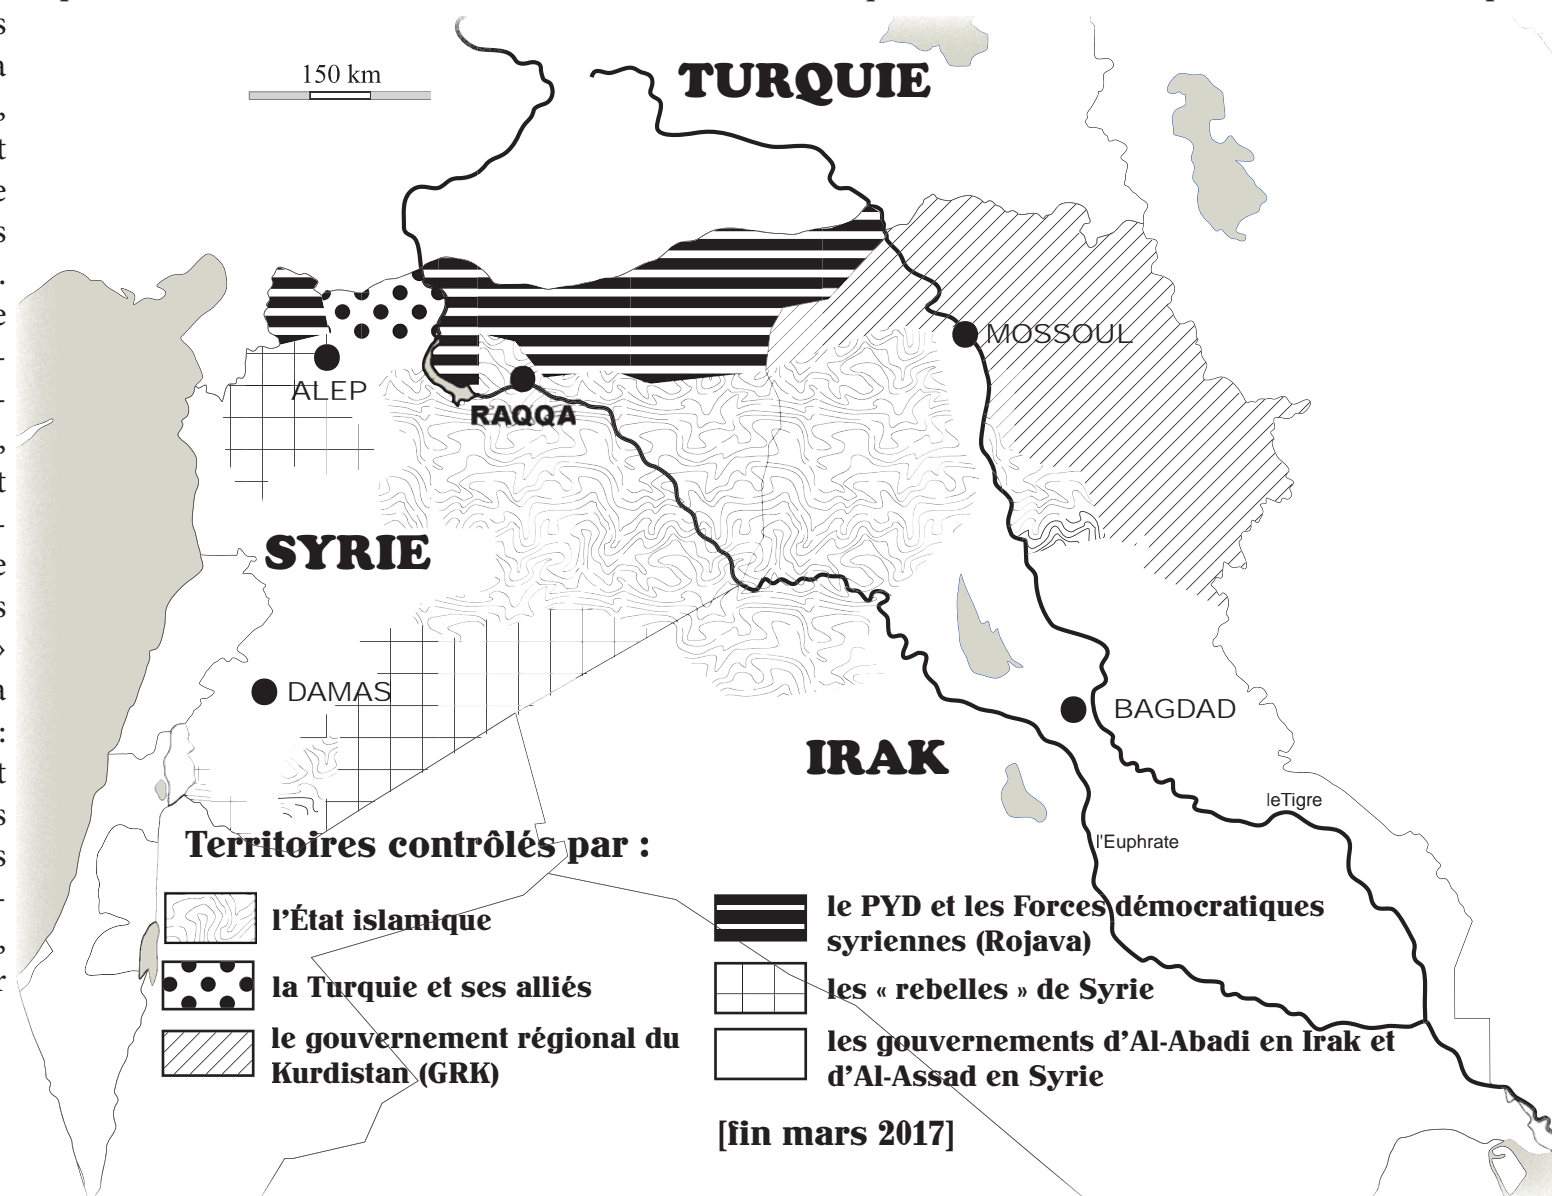 s
a
,
t
e
s
.
e
-
-
,
t
-
e
s
»
a
:
t
s
s
-
,
r
150 km
TURQUIE
MOSSOUL
ALEP
RAQQA
SYRIE
DAMAS
BAGDAD
IRAK
leTigre
l'Euphrate
Territoires contrôlés par :
l'État islamique
la Turquie et ses alliés
le gouvernement régional du
Kurdistan (GRK)
le PYD et les Forces démocratiques
syriennes (Rojava)
les « rebelles » de Syrie
les gouvernements d'Al-Abadi en Irak et
d'Al-Assad en Syrie
[fin mars 2017]